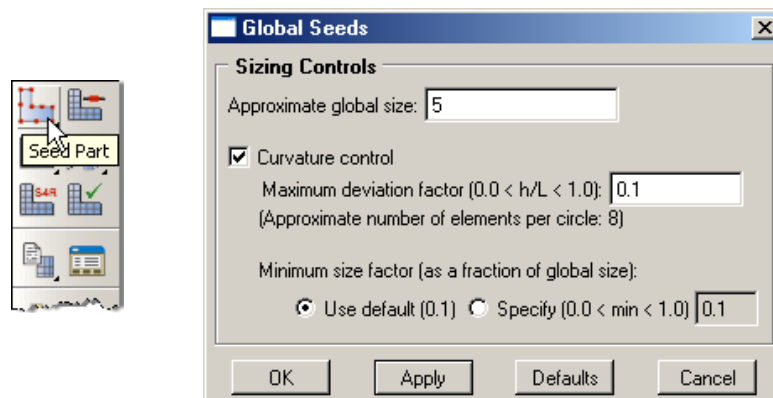 Seed Part
S4R
Global Seeds
Sizing Controls
Approximate global size: 5
Curvature control
Maximum deviation factor (0.0 < h/L < 1.0): 0.1
(Approximate number of elements per circle: 8)
Minimum size factor (as a fraction of global size):
Use default (0.1) Specify (0.0 < min < 1.0) 0.1
OK Apply Defaults Cancel